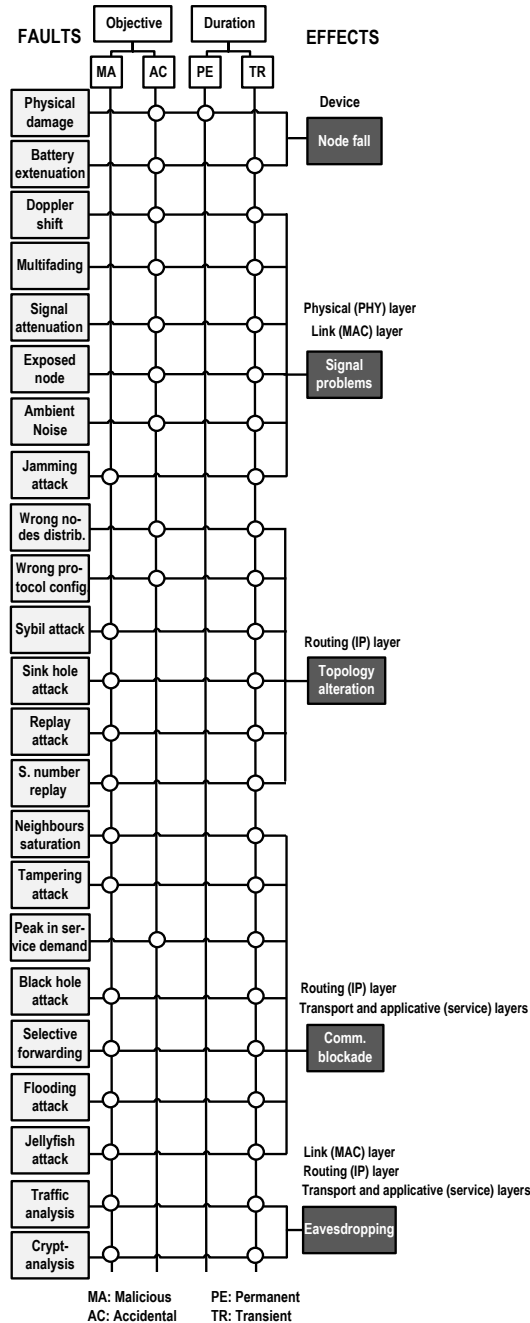 FAULTS
Objective
Duration
EFFECTS
MA
AC
PE
TR
Physical
damage
Device
Node fall
Battery
extenuation
Doppler
shift
Multifading
Signal
attenuation
Physical (PHY) layer
Link (MAC) layer
Exposed
node
Signal
problems
Ambient
Noise
Jamming
attack
Wrong no-
des distrib.
Wrong pro-
tocol config.
Sybil attack
Routing (IP) layer
Sink hole
attack
Topology
alteration
Replay
attack
S. number
replay
Neighbours
saturation
Tampering
attack
Peak in ser-
vice demand
Black hole
attack
Routing (IP) layer
Transport and applicative (service) layers
Selective
forwarding
Comm.
blockade
Flooding
attack
Jellyfish
attack
Link (MAC) layer
Routing (IP) layer
Transport and applicative (service) layers
Traffic
analysis
Eavesdropping
Crypt-
analysis
MA: Malicious
PE: Permanent
AC: Accidental
TR: Transient